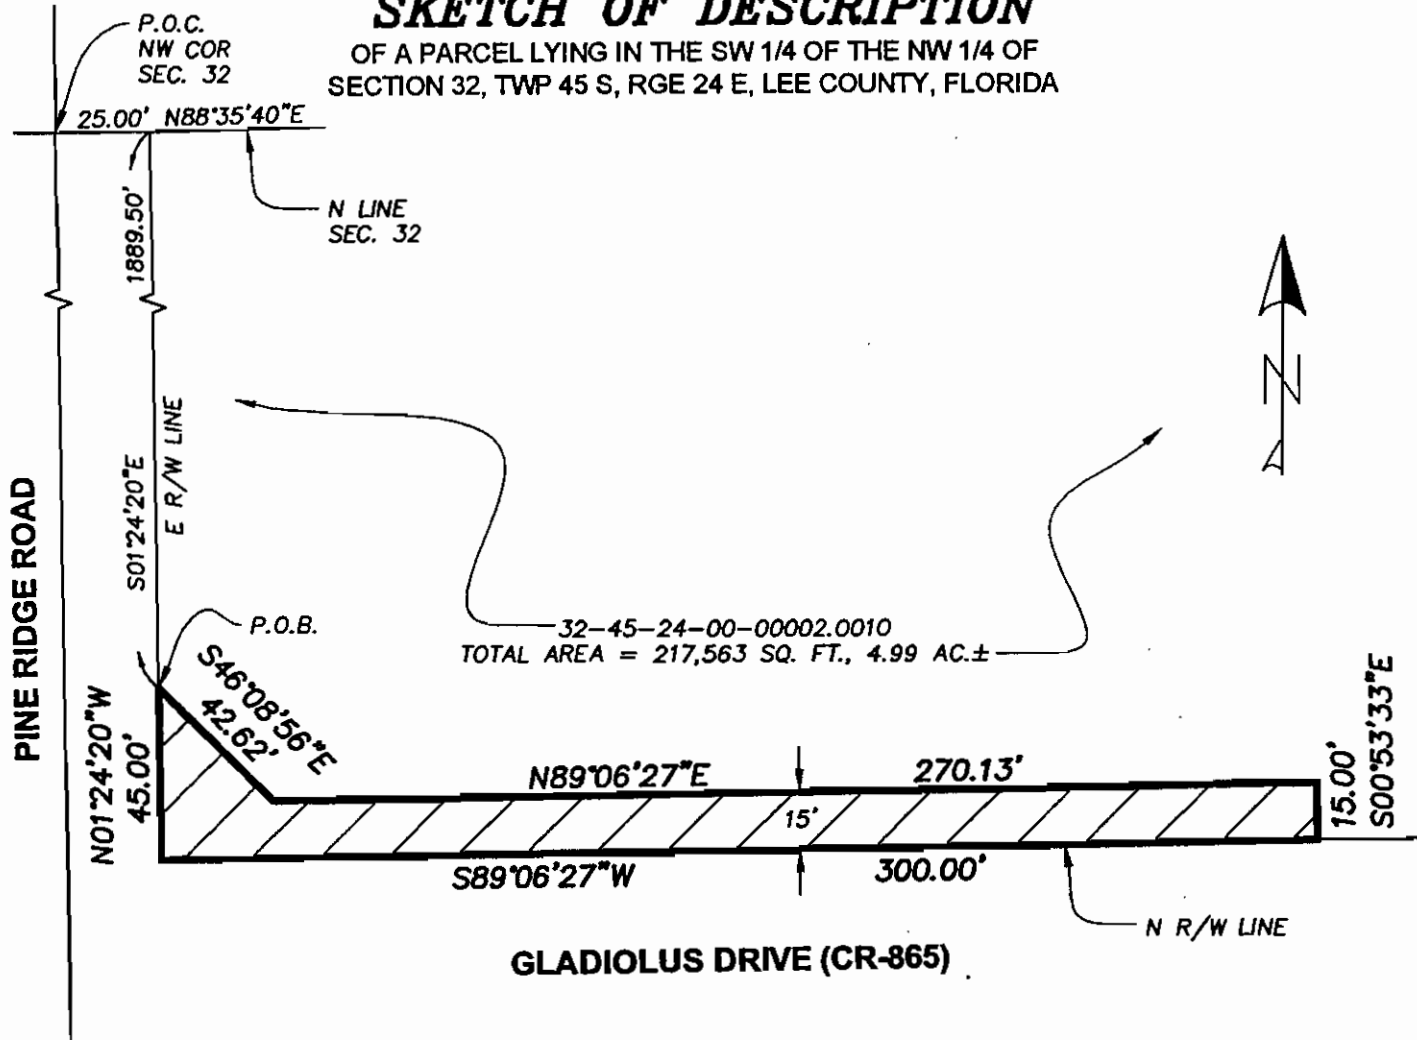 SKETCH OF DESCRIPTION
OF A PARCEL LYING IN THE SW 1/4 OF THE NW 1/4 OF
SECTION 32, TWP 45 S, RGE 24 E, LEE COUNTY, FLORIDA
P.O.C.
NW COR
SEC. 32
25.00' N88°35'40"E
N LINE
SEC. 32
1889.50'
S01°24'20"E
E R/W LINE
N
PINE RIDGE ROAD
P.O.B.
32-45-24-00-00002.0010
TOTAL AREA = 217,563 SQ. FT., 4.99 AC.±
S46°08'56"E
42.62'
N01°24'20"W
45.00'
N89°06'27"E
270.13'
15'
15.00'
S00°53'33"E
S89°06'27"W
300.00'
N R/W LINE
GLADIOLUS DRIVE (CR-865)